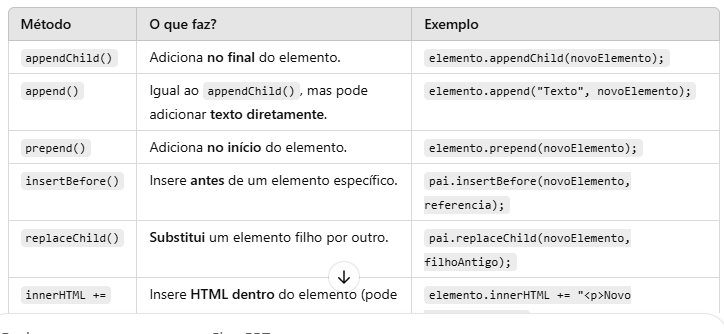 Método O que faz? Exemplo
appendChild() Adiciona no final do elemento. elemento.appendChild(novoElemento);
append() Igual ao appendChild(), mas pode elemento.append("Texto", novoElemento);
adicionar texto diretamente.
prepend() Adiciona no início do elemento. elemento.prepend(novoElemento);
insertBefore() Insere antes de um elemento específico. pai.insertBefore(novoElemento,
referencia);
replaceChild() Substitui um elemento filho por outro. pai.replaceChild(novoElemento,
filhoAntigo);
innerHTML += Insere HTML dentro do elemento (pode elemento.innerHTML += "<p>Novo